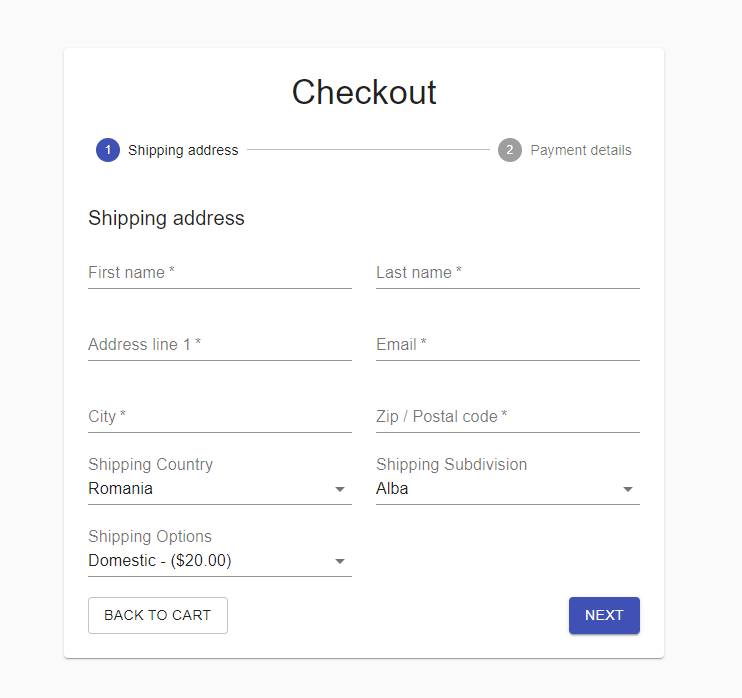 Checkout
1 Shipping address 2 Payment details
Shipping address
First name * Last name *
Address line 1 * Email *
City * Zip / Postal code *
Shipping Country Shipping Subdivision
Romania Alba
Shipping Options
Domestic - ($20.00)
BACK TO CART NEXT